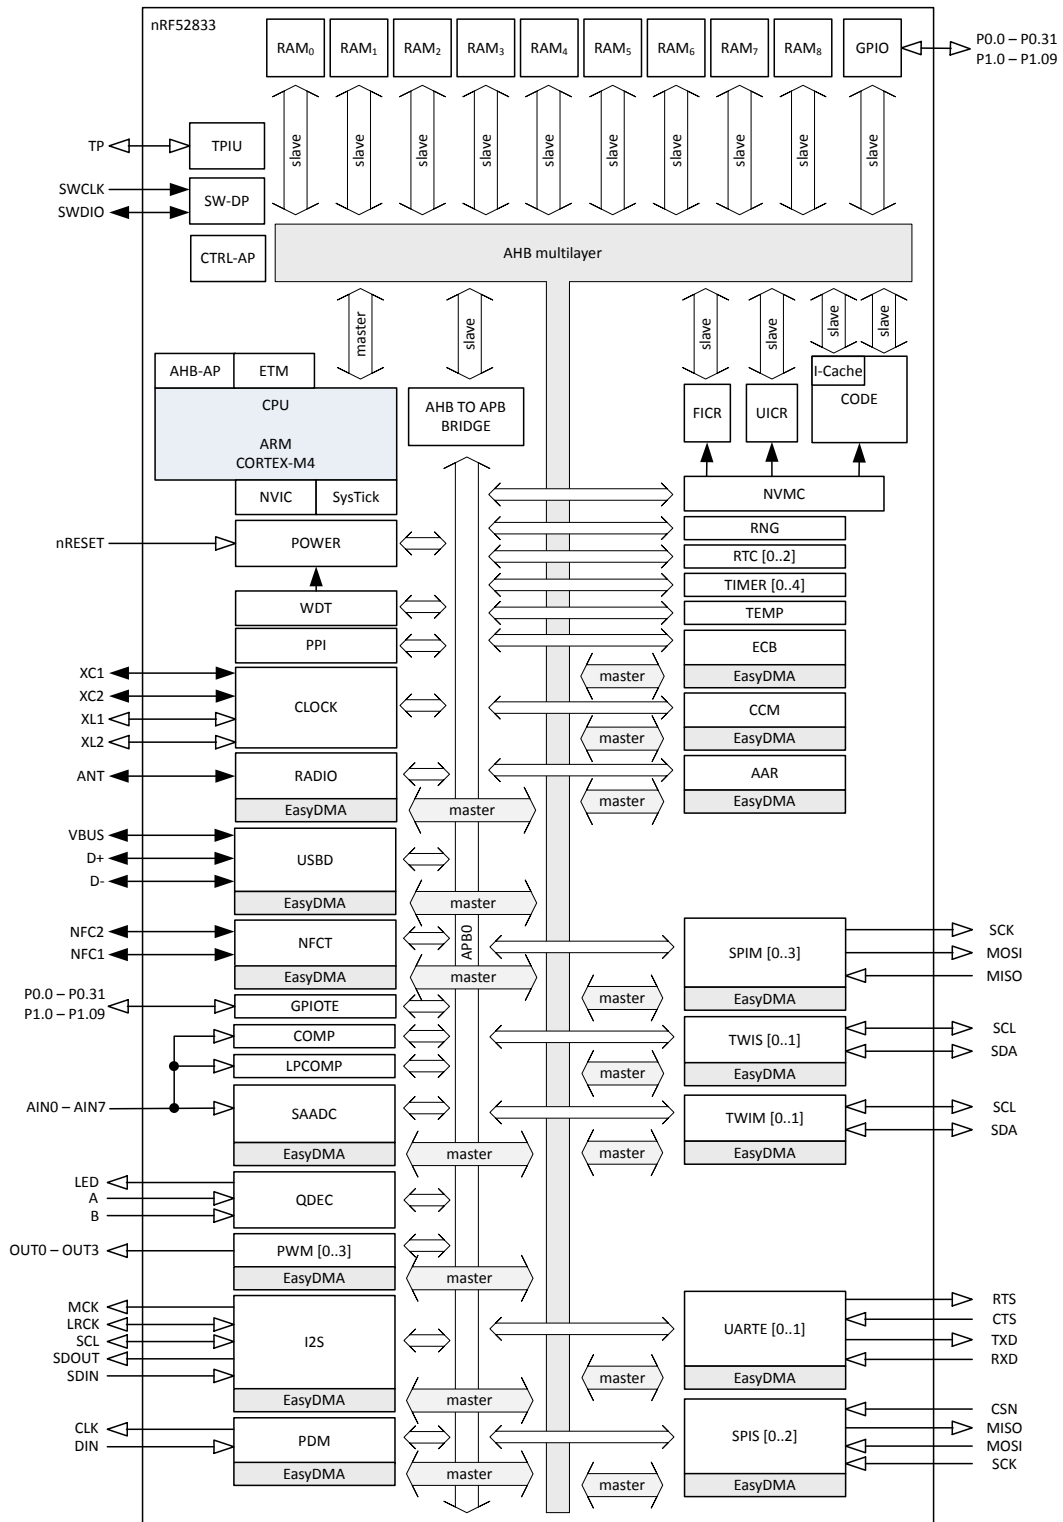 nRF52833
RAM0
RAM1
RAM2
RAM3
RAM4
RAM5
RAM6
RAM7
RAM8
GPIO
P0.0 – P0.31
P1.0 – P1.09
slave
slave
slave
slave
slave
slave
slave
slave
slave
slave
TP
TPIU
SWCLK
SWDIO
SW-DP
CTRL-AP
AHB multilayer
master
slave
slave
slave
slave
slave
AHB-AP
ETM
CPU
ARM
CORTEX-M4
NVIC
SysTick
AHB TO APB
BRIDGE
FICR
UICR
I-Cache
CODE
NVMC
nRESET
POWER
RNG
RTC [0..2]
TIMER [0..4]
WDT
TEMP
PPI
ECB
master
EasyDMA
XC1
XC2
XL1
XL2
CLOCK
CCM
master
EasyDMA
ANT
RADIO
EasyDMA
master
AAR
master
EasyDMA
VBUS
D+
D-
USBD
EasyDMA
master
APB0
NFC2
NFC1
NFCT
EasyDMA
master
SPIM [0..3]
master
EasyDMA
SCK
MOSI
MISO
P0.0 – P0.31
P1.0 – P1.09
GPIOTE
COMP
LPCOMP
TWIS [0..1]
master
EasyDMA
SCL
SDA
AIN0 – AIN7
SAADC
EasyDMA
master
TWIM [0..1]
master
EasyDMA
SCL
SDA
LED
A
B
QDEC
OUT0 – OUT3
PWM [0..3]
EasyDMA
master
MCK
LRCK
SCL
SDOUT
SDIN
I2S
EasyDMA
master
UARTE [0..1]
master
EasyDMA
RTS
CTS
TXD
RXD
CLK
DIN
PDM
EasyDMA
master
SPIS [0..2]
master
EasyDMA
CSN
MISO
MOSI
SCK